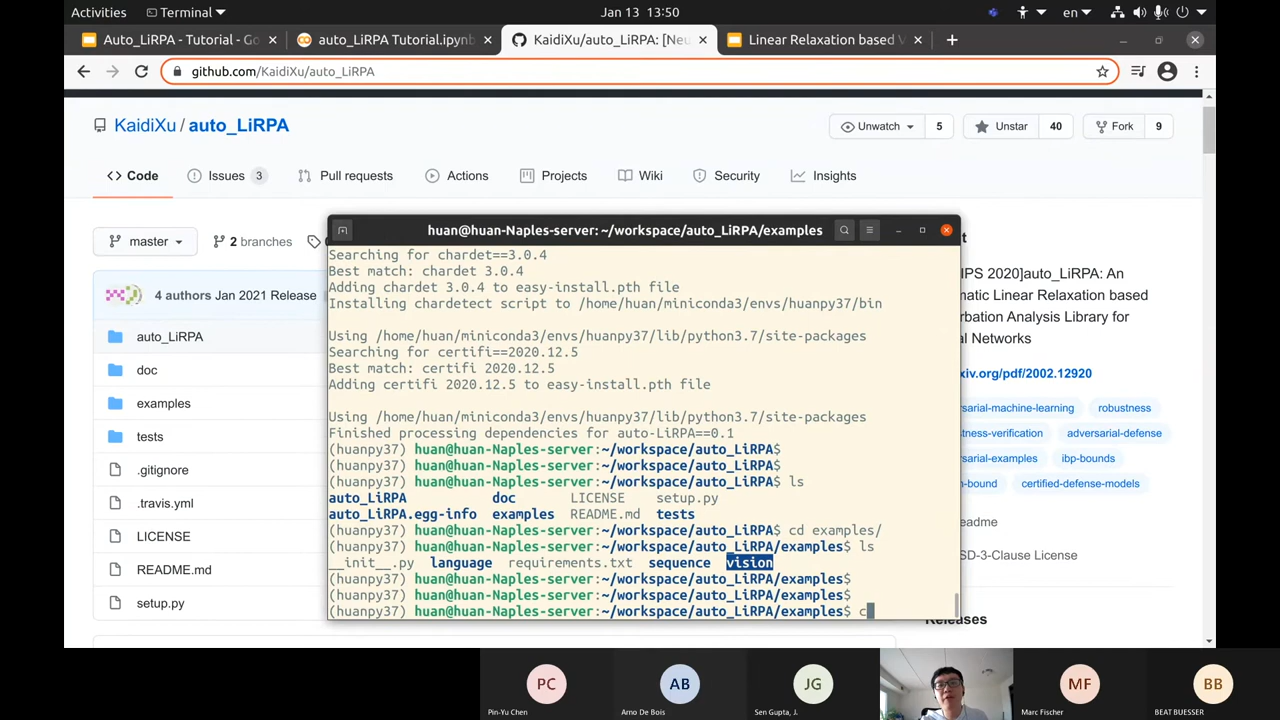 Activities Terminal Jan 13 13:50 en
Auto_LiRPA - Tutorial - Go auto_LiRPA Tutorial.ipynb KaidiXu/auto_LiRPA: [Neu Linear Relaxation based V
github.com/KaidiXu/auto_LiRPA
KaidiXu / auto_LiRPA Unwatch 5 Unstar 40 Fork 9
Code Issues 3 Pull requests Actions Projects Wiki Security Insights
master 2 branches
4 authors Jan 2021 Release
auto_LiRPA
doc
examples
tests
.gitignore
.travis.yml
LICENSE
README.md
setup.py
huan@huan-Naples-server: ~/workspace/auto_LiRPA/examples
Searching for chardet==3.0.4
Best match: chardet 3.0.4
Adding chardet 3.0.4 to easy-install.pth file
Installing chardetect script to /home/huan/miniconda3/envs/huanpy37/bin
Using /home/huan/miniconda3/envs/huanpy37/lib/python3.7/site-packages
Searching for certifi==2020.12.5
Best match: certifi 2020.12.5
Adding certifi 2020.12.5 to easy-install.pth file
Using /home/huan/miniconda3/envs/huanpy37/lib/python3.7/site-packages
Finished processing dependencies for auto-LiRPA==0.1
(huanpy37) huan@huan-Naples-server:~/workspace/auto_LiRPA$
(huanpy37) huan@huan-Naples-server:~/workspace/auto_LiRPA$
(huanpy37) huan@huan-Naples-server:~/workspace/auto_LiRPA$ ls
auto_LiRPA doc LICENSE setup.py
auto_LiRPA.egg-info examples README.md tests
(huanpy37) huan@huan-Naples-server:~/workspace/auto_LiRPA$ cd examples/
(huanpy37) huan@huan-Naples-server:~/workspace/auto_LiRPA/examples$ ls
__init__.py language requirements.txt sequence vision
(huanpy37) huan@huan-Naples-server:~/workspace/auto_LiRPA/examples$
(huanpy37) huan@huan-Naples-server:~/workspace/auto_LiRPA/examples$
(huanpy37) huan@huan-Naples-server:~/workspace/auto_LiRPA/examples$ c
t
IPS 2020]auto_LiRPA: An
matic Linear Relaxation based
urbation Analysis Library for
al Networks
xiv.org/pdf/2002.12920
rsarial-machine-learning robustness
stness-verification adversarial-defense
rsarial-examples ibp-bounds
n-bound certified-defense-models
eadme
SD-3-Clause License
Releases
PC AB JG MF BB
Pin-Yu Chen Arno De Bois Sen Gupta, J. Marc Fischer BEAT BUESSER